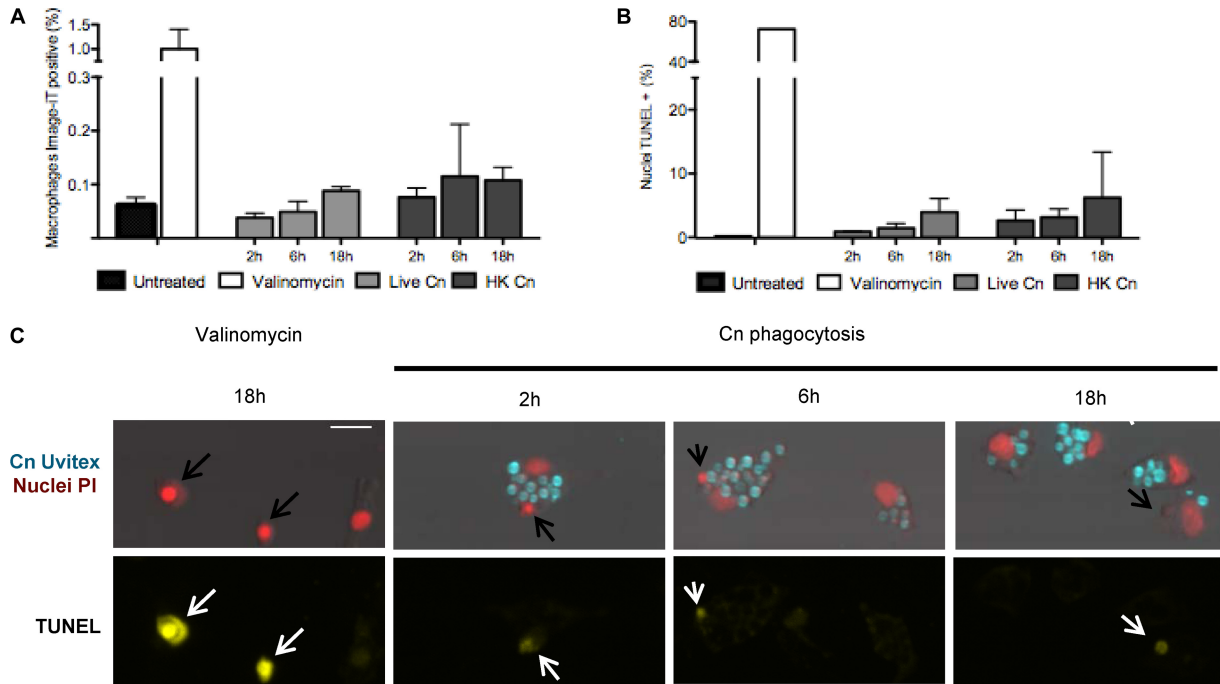 A
Macrophages Image-iT positive (%)
1.5
1.0
0.3
0.2
0.1
2h 6h 18h 2h 6h 18h
Untreated Valinomycin Live Cn HK Cn
B
Nuclei TUNEL + (%)
80
40
20
10
0
2h 6h 18h 2h 6h 18h
Untreated Valinomycin Live Cn HK Cn
C
Valinomycin Cn phagocytosis
18h 2h 6h 18h
Cn Uvitex
Nuclei PI
TUNEL